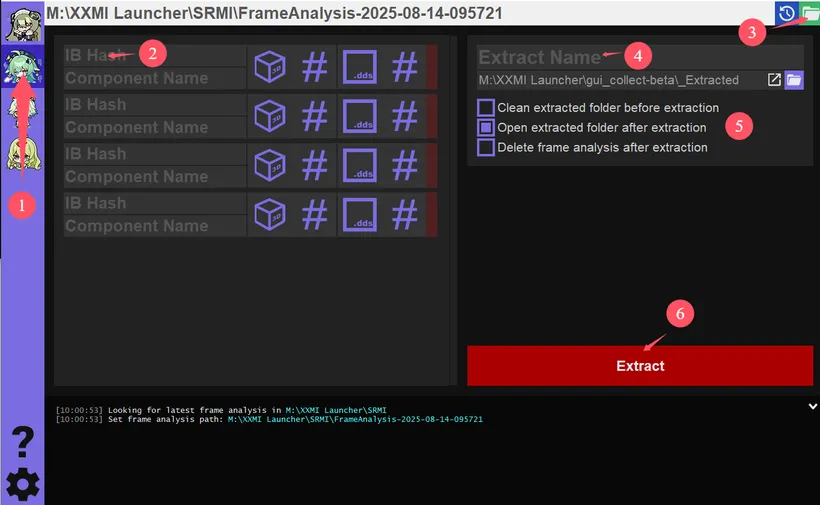 M:\XXMI Launcher\SRMI\FrameAnalysis-2025-08-14-095721
3
1
IB Hash
2
Component Name
3D
#
.dds
#
IB Hash
Component Name
3D
#
.dds
#
IB Hash
Component Name
3D
#
.dds
#
IB Hash
Component Name
3D
#
.dds
#
Extract Name
4
M:\XXMI Launcher\gui_collect-beta\_Extracted
Clean extracted folder before extraction
Open extracted folder after extraction
5
Delete frame analysis after extraction
6
Extract
[10:00:53] Looking for latest frame analysis in M:\XXMI Launcher\SRMI
[10:00:53] Set frame analysis path: M:\XXMI Launcher\SRMI\FrameAnalysis-2025-08-14-095721
?